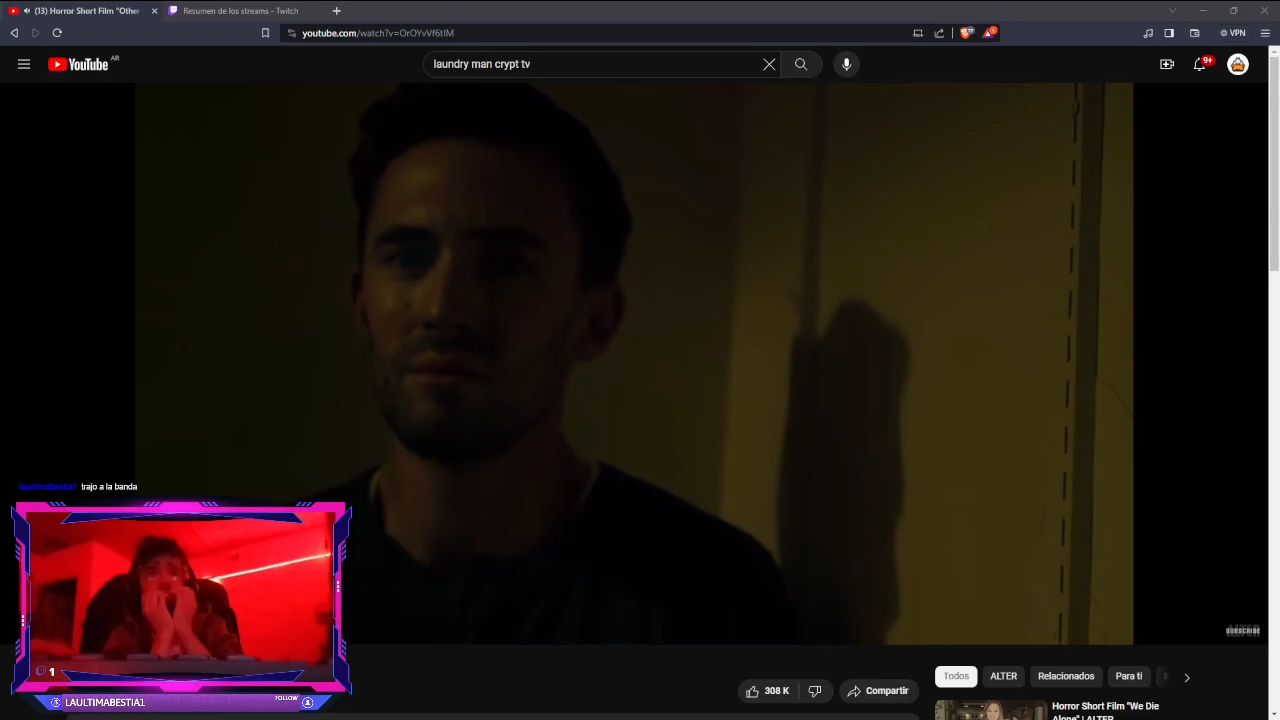 (13) Horror Short Film "Other
Resumen de los streams - Twitch
youtube.com/watch?v=OrOYvVf6tIM
VPN
YouTube AR
laundry man crypt tv
9+
laultimabestia1 trajo a la banda
SUBSCRIBE
1
FOLLOW
LAULTIMABESTIA1
308 K
Compartir
Todos
ALTER
Relacionados
Para ti
Horror Short Film "We Die
Alone" | ALTER